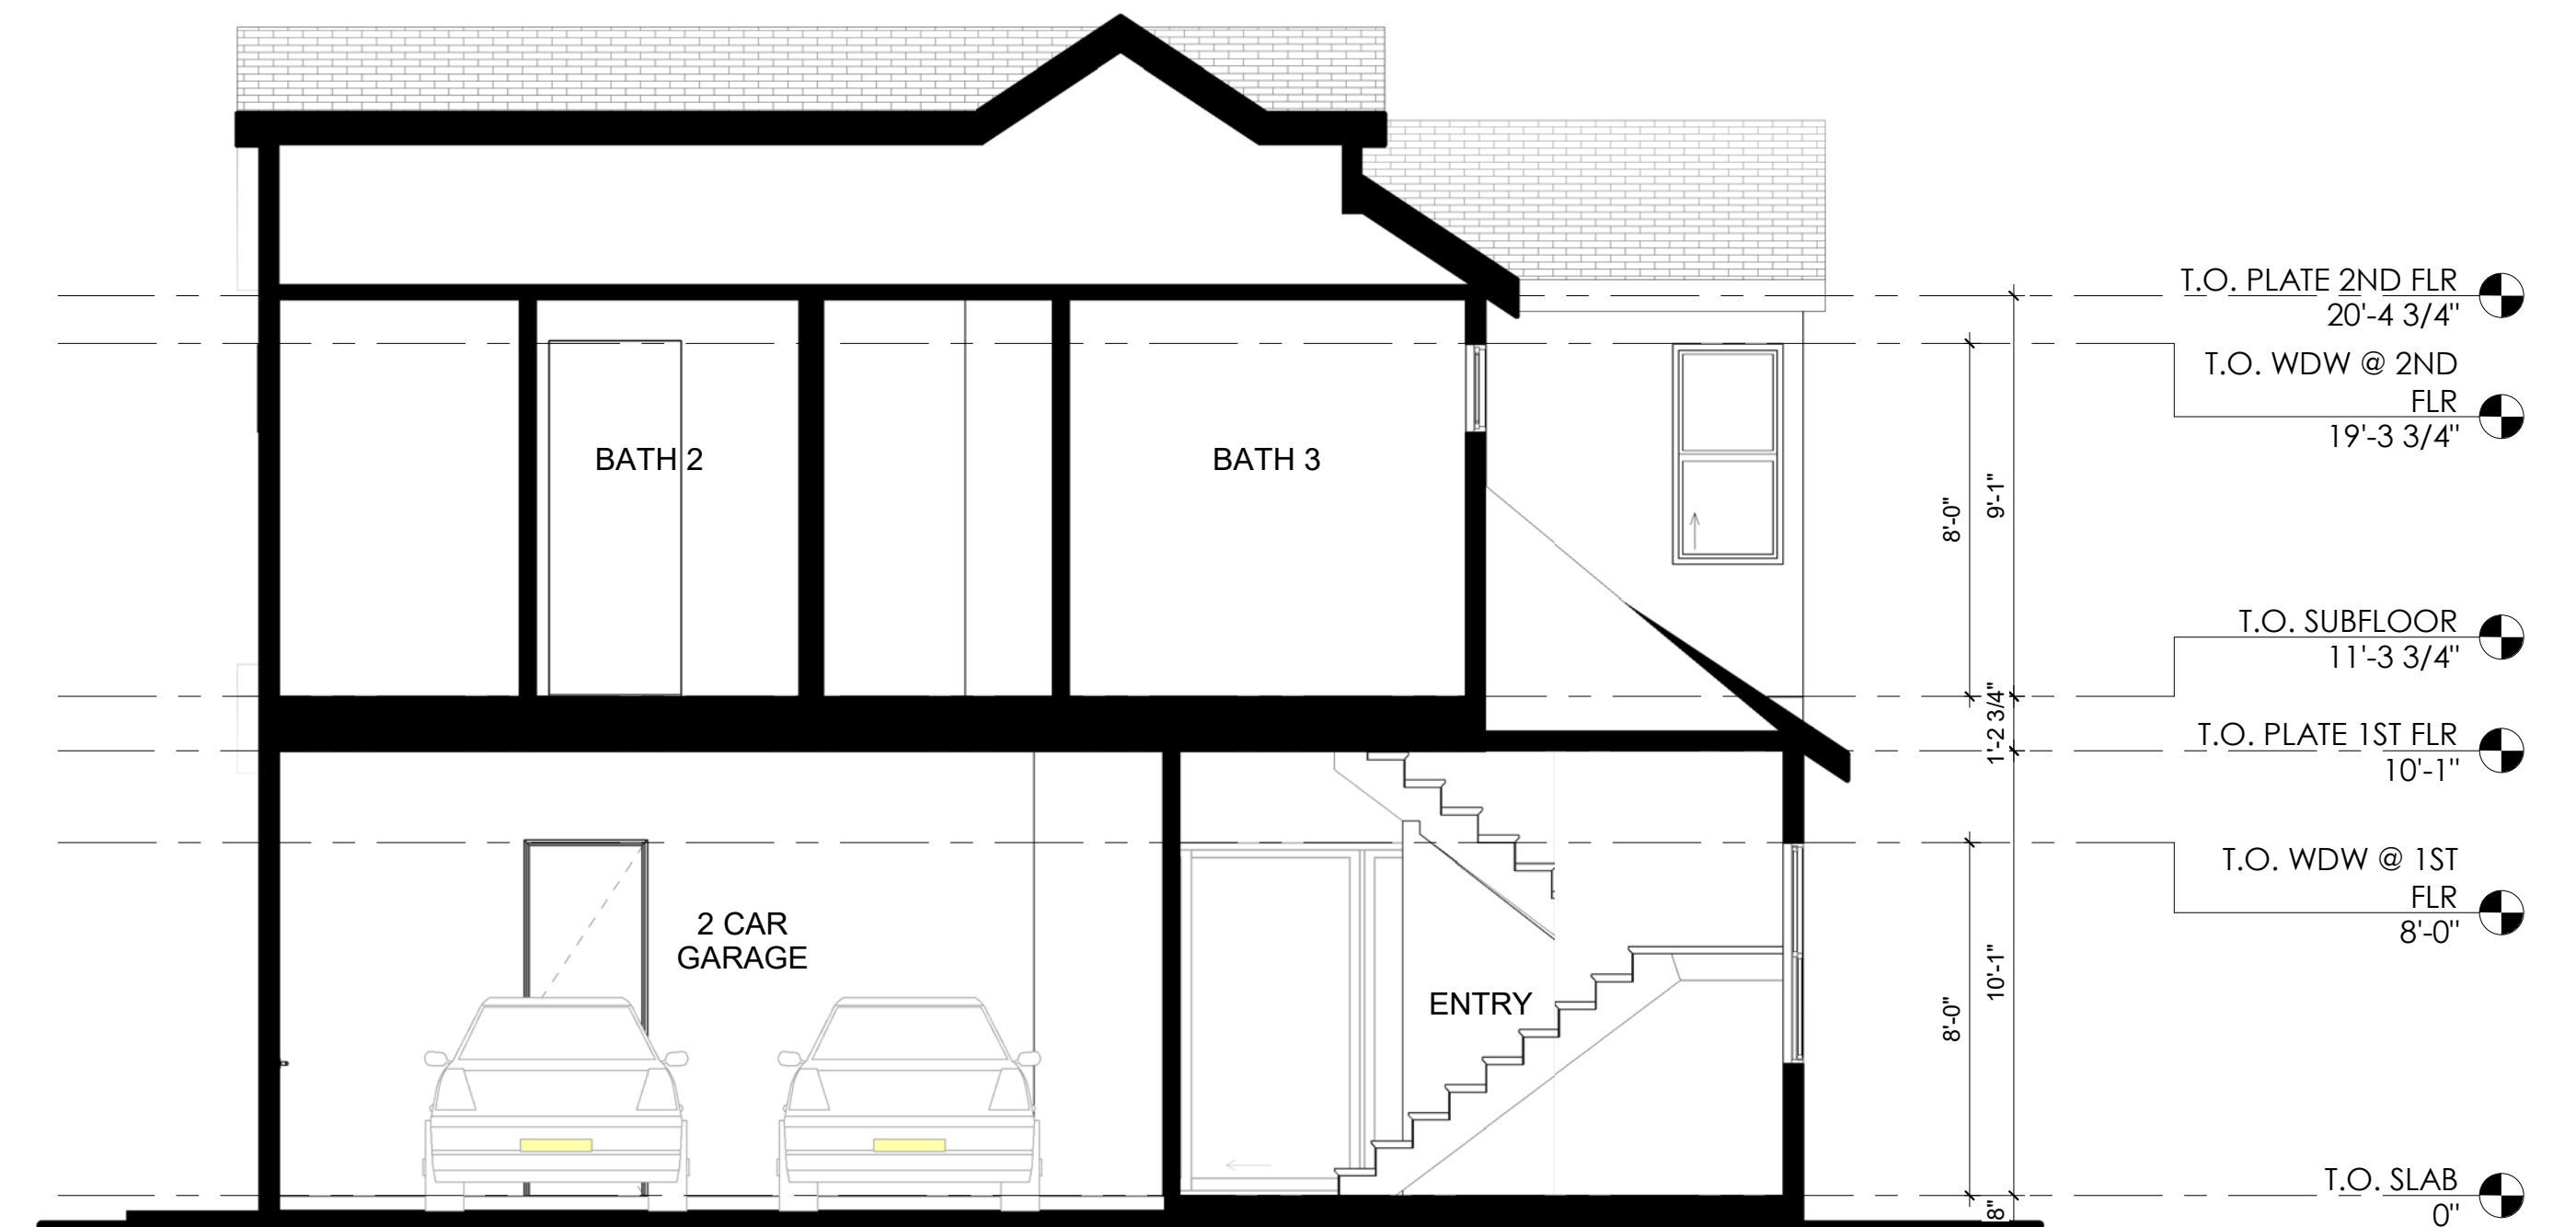 T.O. PLATE 2ND FLR
20'-4 3/4"
T.O. WDW @ 2ND
FLR
19'-3 3/4"
BATH 2
BATH 3
8'-0"
9'-1"
T.O. SUBFLOOR
11'-3 3/4"
1'-2 3/4"
T.O. PLATE 1ST FLR
10'-1"
T.O. WDW @ 1ST
FLR
8'-0"
2 CAR
GARAGE
ENTRY
8'-0"
10'-1"
T.O. SLAB
0"
8"